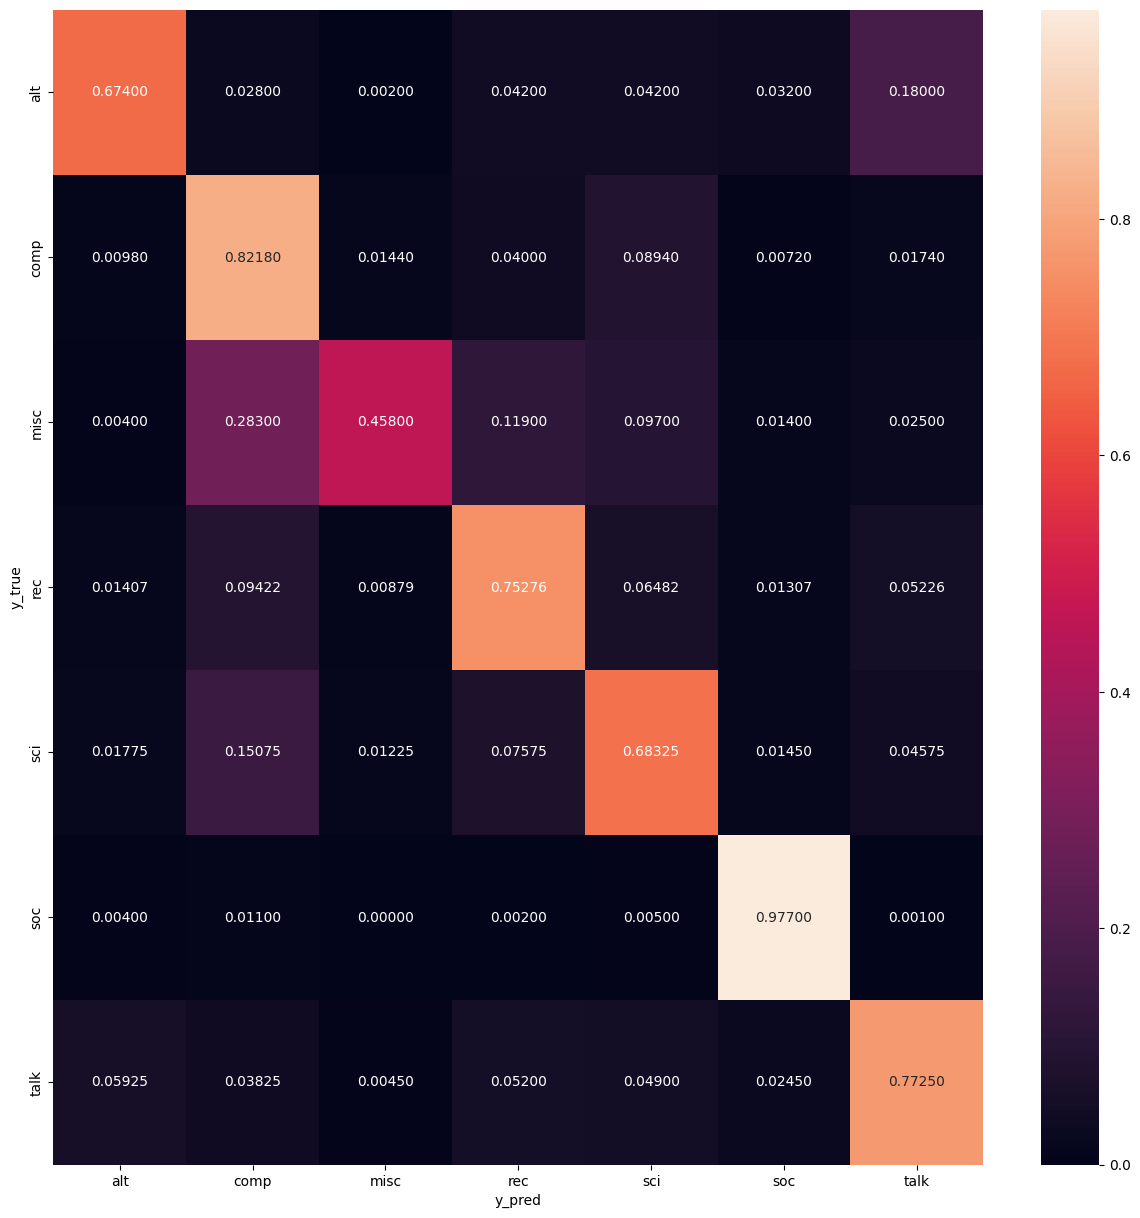 alt 0.67400 0.02800 0.00200 0.04200 0.04200 0.03200 0.18000
comp 0.00980 0.82180 0.01440 0.04000 0.08940 0.00720 0.01740
misc 0.00400 0.28300 0.45800 0.11900 0.09700 0.01400 0.02500
y_true
rec 0.01407 0.09422 0.00879 0.75276 0.06482 0.01307 0.05226
sci 0.01775 0.15075 0.01225 0.07575 0.68325 0.01450 0.04575
soc 0.00400 0.01100 0.00000 0.00200 0.00500 0.97700 0.00100
talk 0.05925 0.03825 0.00450 0.05200 0.04900 0.02450 0.77250
alt comp misc rec sci soc talk
y_pred
0.8
0.6
0.4
0.2
0.0